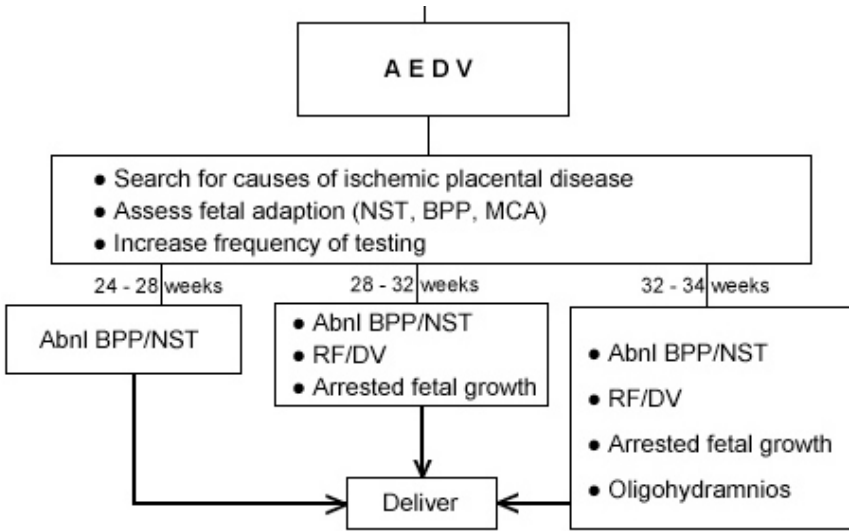 A E D V
● Search for causes of ischemic placental disease
● Assess fetal adaption (NST, BPP, MCA)
● Increase frequency of testing
24 - 28 weeks
28 - 32 weeks
32 - 34 weeks
Abnl BPP/NST
● Abnl BPP/NST
● RF/DV
● Arrested fetal growth
● Abnl BPP/NST
● RF/DV
● Arrested fetal growth
● Oligohydramnios
Deliver